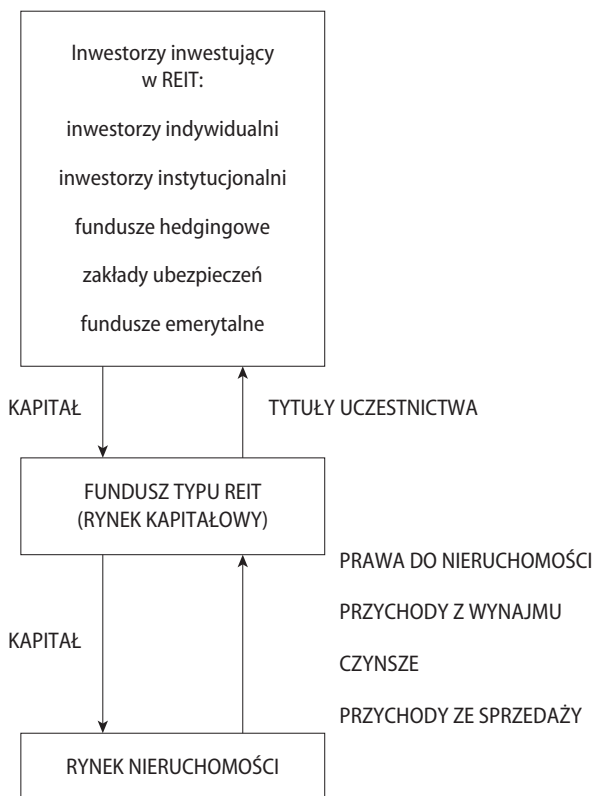 Inwestorzy inwestujący
w REIT:
inwestorzy indywidualni
inwestorzy instytucjonalni
fundusze hedgingowe
zakłady ubezpieczeń
fundusze emerytalne
KAPITAŁ
TYTUŁY UCZESTNICTWA
FUNDUSZ TYPU REIT
(RYNEK KAPITAŁOWY)
KAPITAŁ
PRAWA DO NIERUCHOMOŚCI
PRZYCHODY Z WYNAJMU
CZYNSZE
PRZYCHODY ZE SPRZEDAŻY
RYNEK NIERUCHOMOŚCI